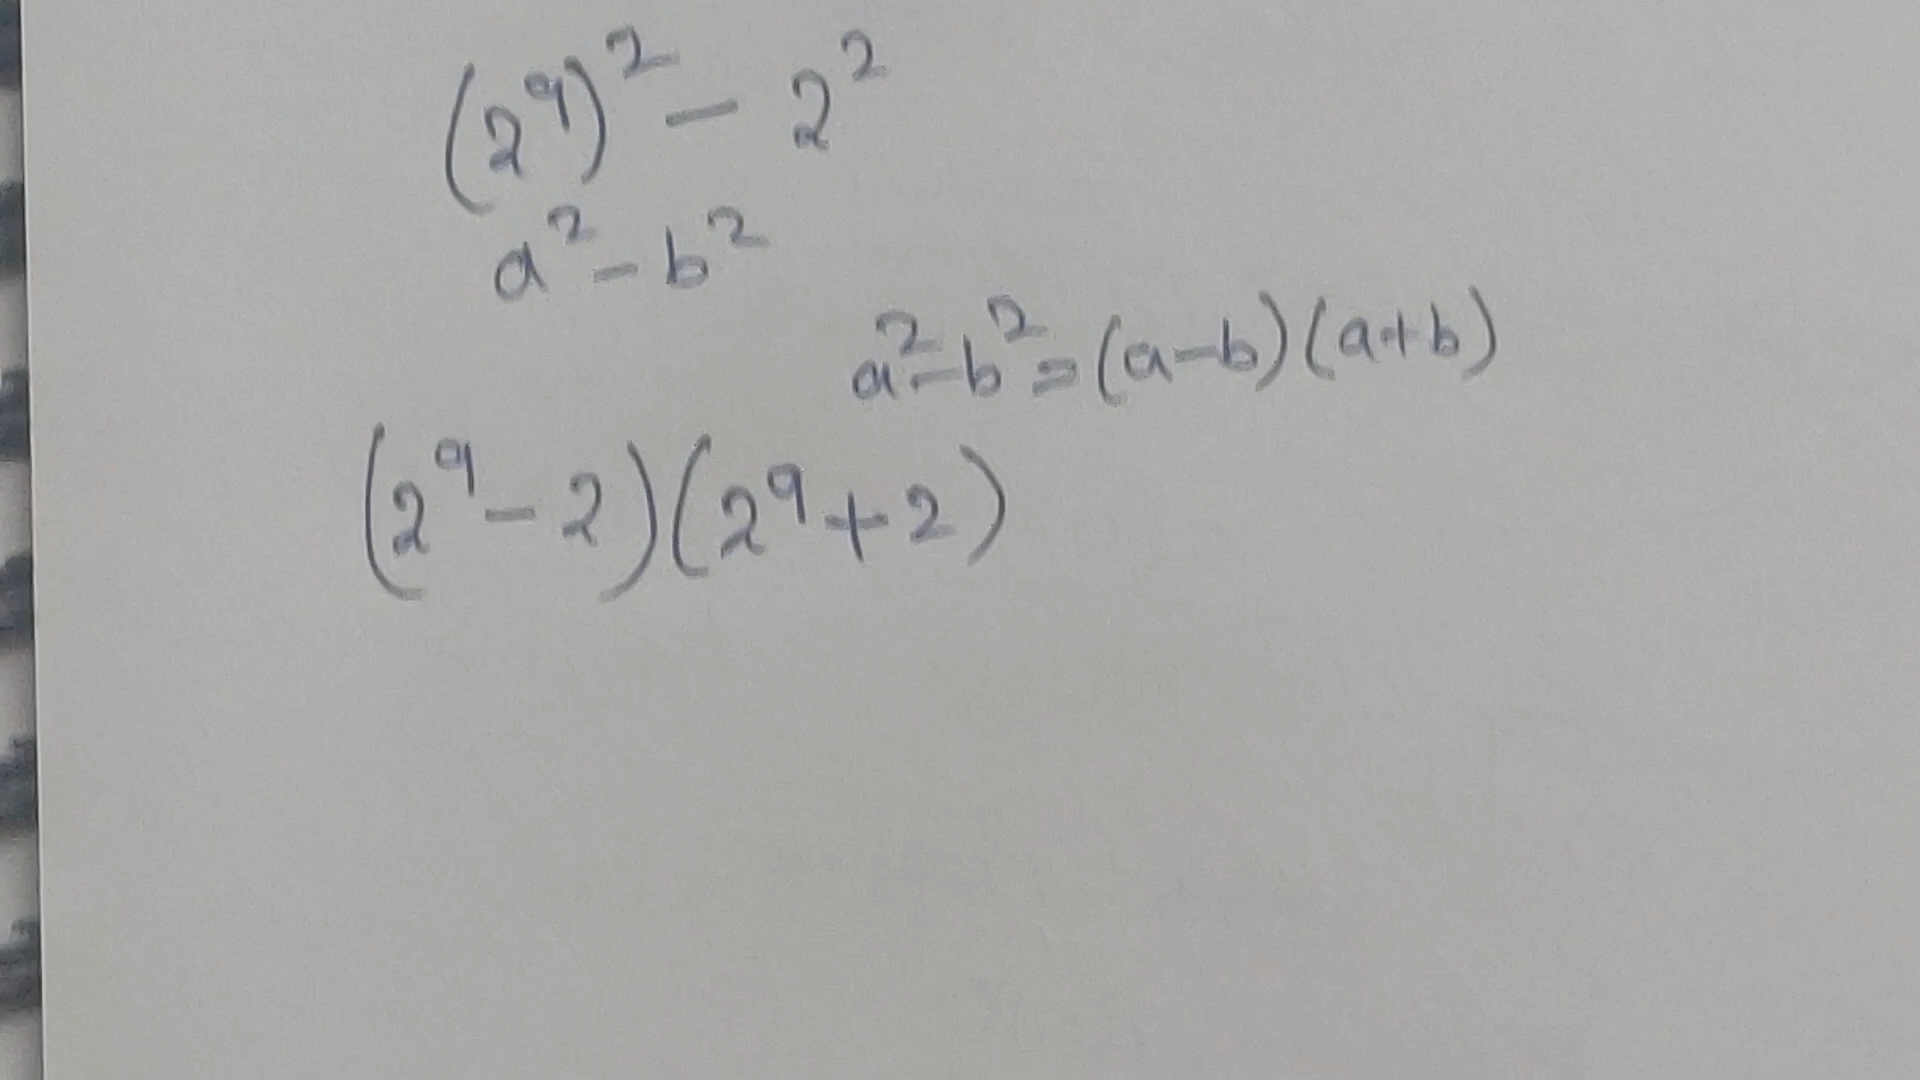 (2⁹)² - 2²
a² - b²
a² - b² = (a-b)(a+b)
(2⁹ - 2)(2⁹ + 2)